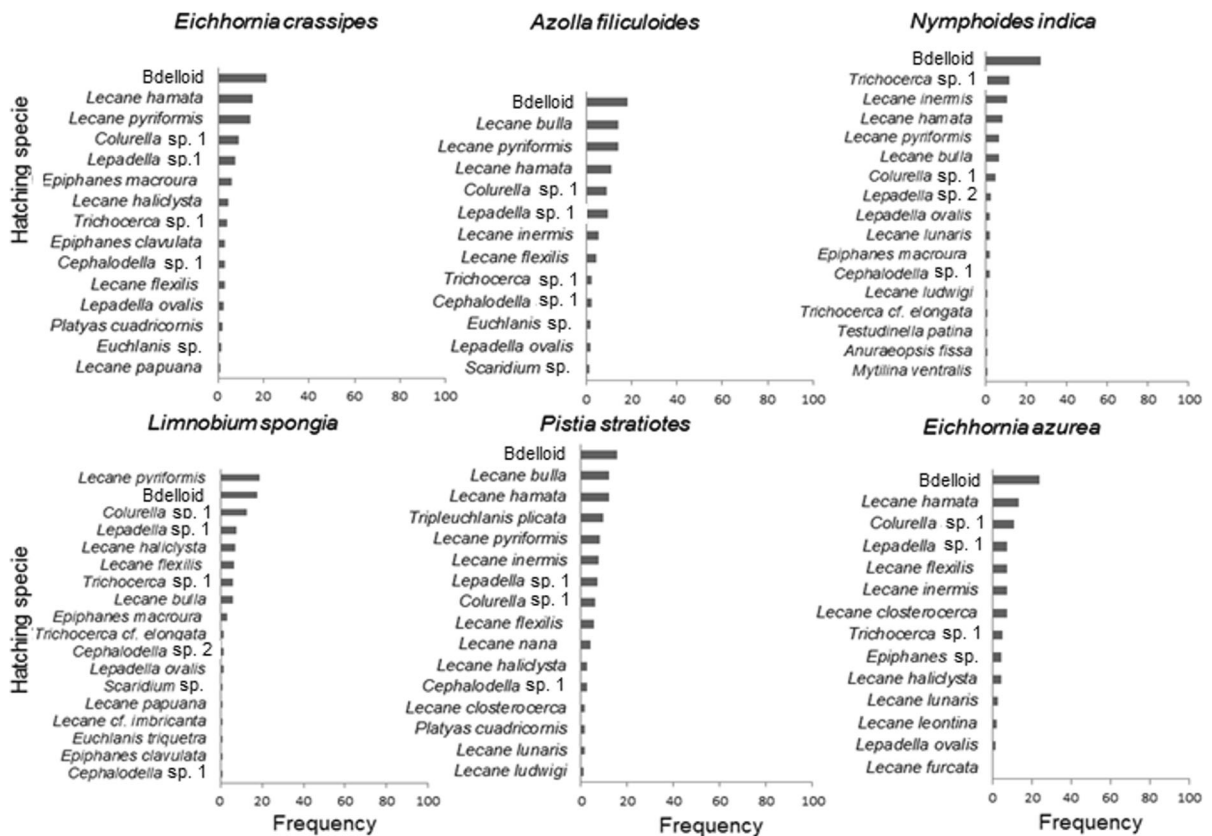 Eichhornia crassipes
Hatching specie
Bdelloid
Lecane hamata
Lecane pyriformis
Colurella sp. 1
Lepadella sp.1
Epiphanes macroura
Lecane haliclysta
Trichocerca sp. 1
Epiphanes clavulata
Cephalodella sp. 1
Lecane flexilis
Lepadella ovalis
Platyas cuadricornis
Euchlanis sp.
Lecane papuana
0 20 40 60 80 100
Azolla filiculoides
Bdelloid
Lecane bulla
Lecane pyriformis
Lecane hamata
Colurella sp. 1
Lepadella sp. 1
Lecane inermis
Lecane flexilis
Trichocerca sp. 1
Cephalodella sp. 1
Euchlanis sp.
Lepadella ovalis
Scaridium sp.
0 20 40 60 80 100
Nymphoides indica
Bdelloid
Trichocerca sp. 1
Lecane inermis
Lecane hamata
Lecane pyriformis
Lecane bulla
Colurella sp. 1
Lepadella sp. 2
Lepadella ovalis
Lecane lunaris
Epiphanes macroura
Cephalodella sp. 1
Lecane ludwigi
Trichocerca cf. elongata
Testudinella patina
Anuraeopsis fissa
Mytilina ventralis
0 20 40 60 80 100
Limnobium spongia
Hatching specie
Lecane pyriformis
Bdelloid
Colurella sp. 1
Lepadella sp. 1
Lecane haliclysta
Lecane flexilis
Trichocerca sp. 1
Lecane bulla
Epiphanes macroura
Trichocerca cf. elongata
Cephalodella sp. 2
Lepadella ovalis
Scaridium sp.
Lecane papuana
Lecane cf. imbricanta
Euchlanis triquetra
Epiphanes clavulata
Cephalodella sp. 1
0 20 40 60 80 100
Frequency
Pistia stratiotes
Bdelloid
Lecane bulla
Lecane hamata
Tripleuchlanis plicata
Lecane pyriformis
Lecane inermis
Lepadella sp. 1
Colurella sp. 1
Lecane flexilis
Lecane nana
Lecane haliclysta
Cephalodella sp. 1
Lecane closterocerca
Platyas cuadricornis
Lecane lunaris
Lecane ludwigi
0 20 40 60 80 100
Frequency
Eichhornia azurea
Bdelloid
Lecane hamata
Colurella sp. 1
Lepadella sp. 1
Lecane flexilis
Lecane inermis
Lecane closterocerca
Trichocerca sp. 1
Epiphanes sp.
Lecane haliclysta
Lecane lunaris
Lecane leontina
Lepadella ovalis
Lecane furcata
0 20 40 60 80 100
Frequency